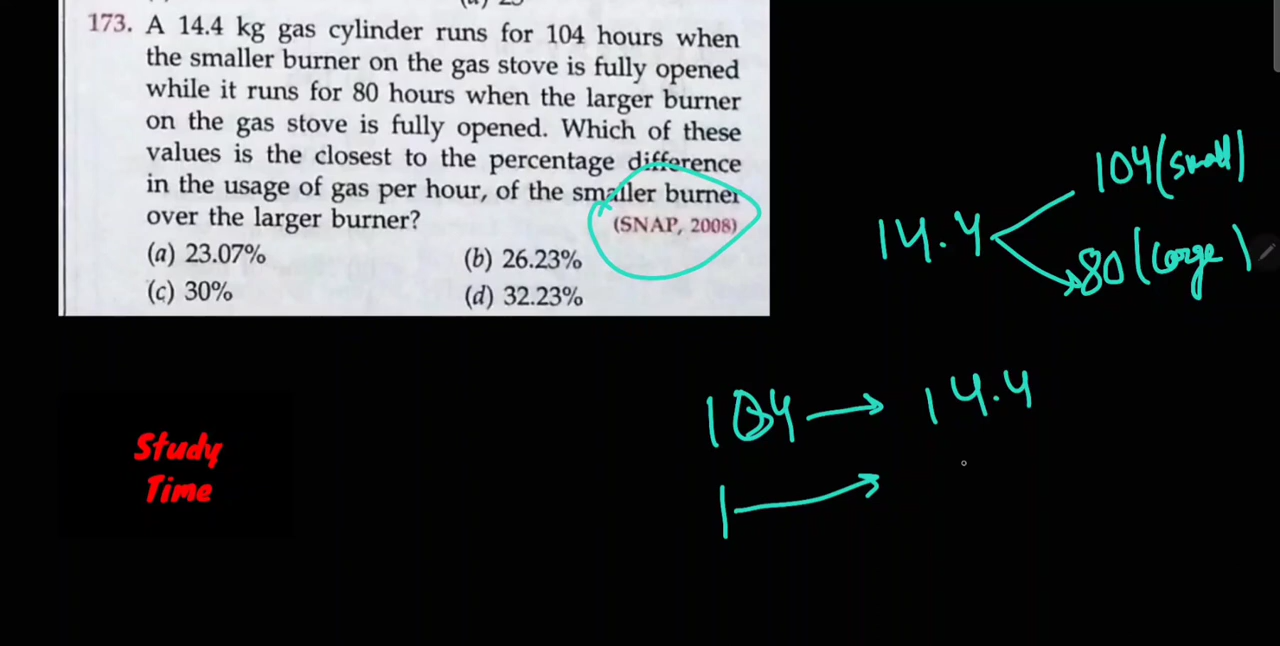 173. A 14.4 kg gas cylinder runs for 104 hours when
the smaller burner on the gas stove is fully opened
while it runs for 80 hours when the larger burner
on the gas stove is fully opened. Which of these
values is the closest to the percentage difference
in the usage of gas per hour, of the smaller burner
over the larger burner?
(SNAP, 2008)
(a) 23.07%
(b) 26.23%
(c) 30%
(d) 32.23%
104 (small)
14.4
80 (large)
104 → 14.4
1 →
Study
Time